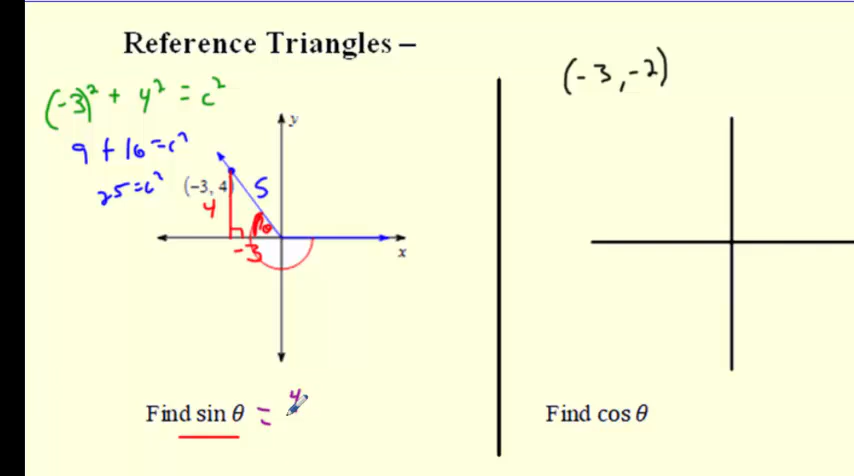 Reference Triangles –
(-3)² + 4² = c²
9 + 16 = c²
25 = c²
y
(-3, 4)
5
4
-3
x
Find sin θ = 4
(-3, -2)
Find cos θ